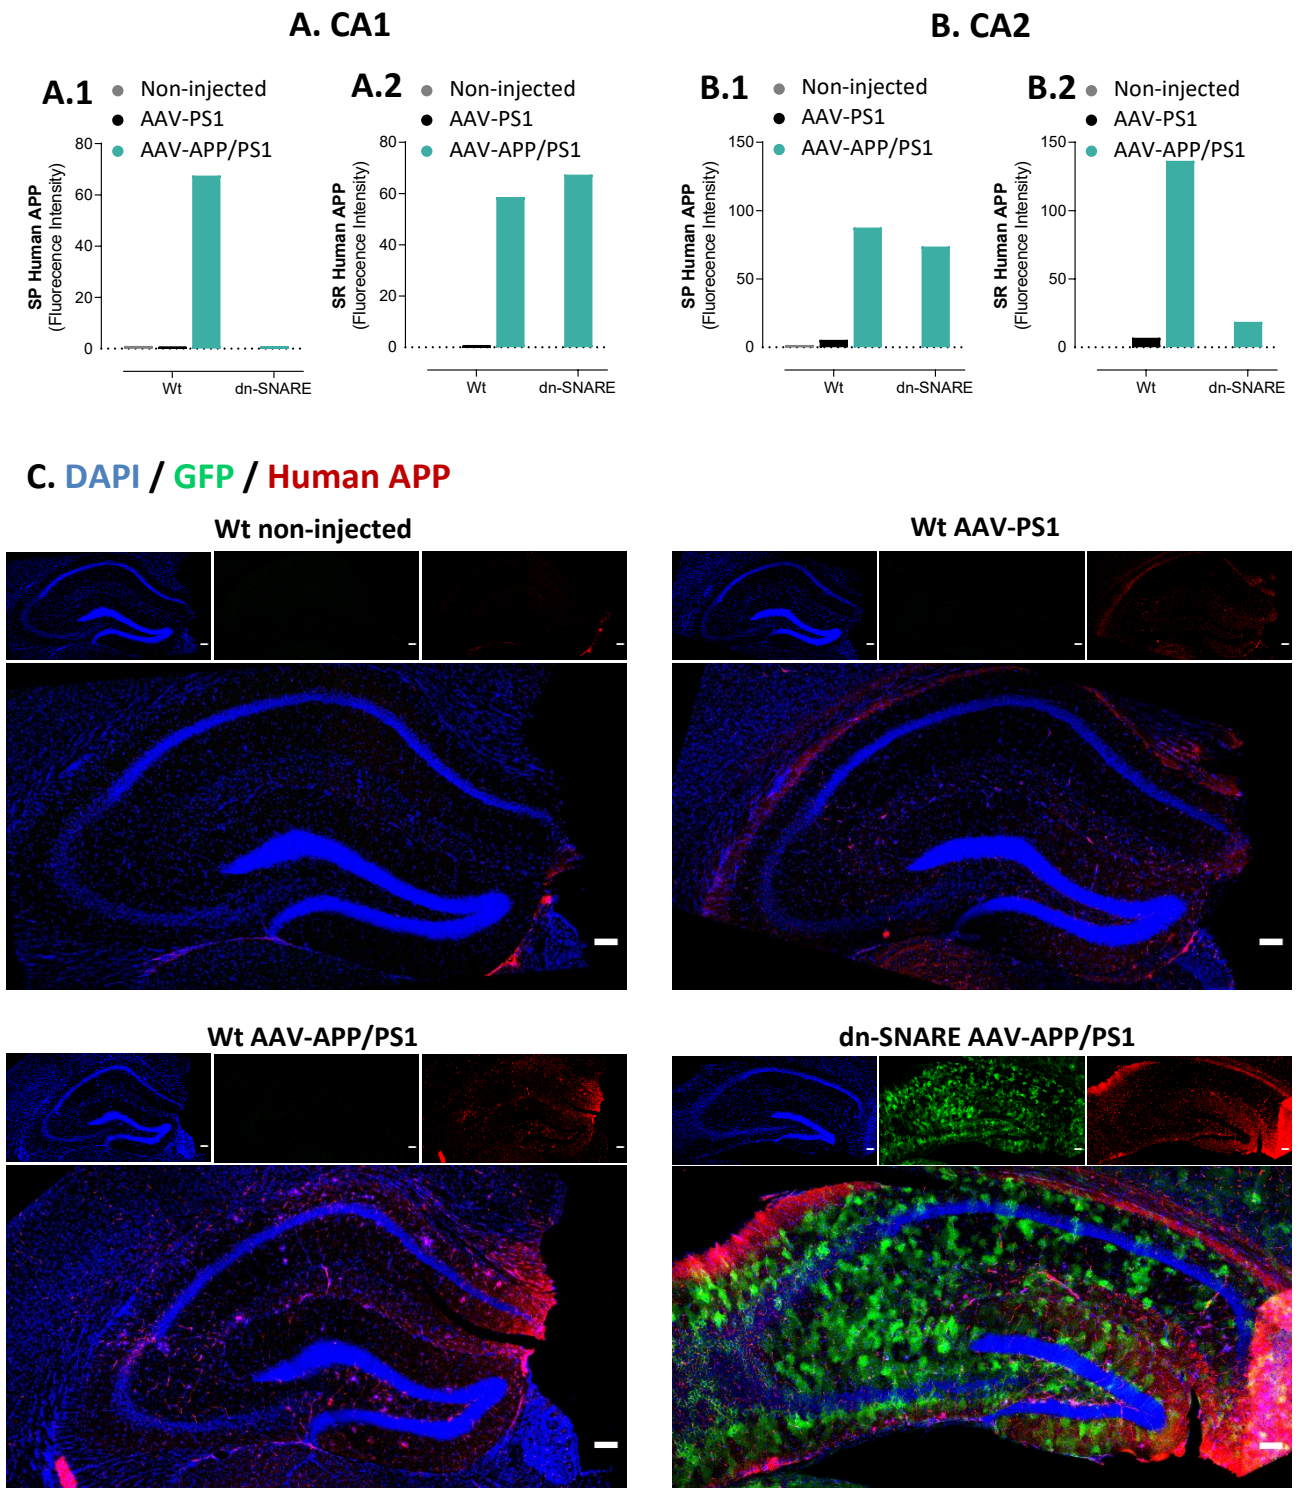 A. CA1
B. CA2
A.1
Non-injected
AAV-PS1
AAV-APP/PS1
SP Human APP
(Fluorecence Intensity)
80
60
40
20
0
Wt
dn-SNARE
A.2
Non-injected
AAV-PS1
AAV-APP/PS1
SR Human APP
(Fluorecence Intensity)
80
60
40
20
0
Wt
dn-SNARE
B.1
Non-injected
AAV-PS1
AAV-APP/PS1
SP Human APP
(Fluorecence Intensity)
150
100
50
0
Wt
dn-SNARE
B.2
Non-injected
AAV-PS1
AAV-APP/PS1
SR Human APP
(Fluorecence Intensity)
150
100
50
0
Wt
dn-SNARE
C. DAPI / GFP / Human APP
Wt non-injected
Wt AAV-PS1
Wt AAV-APP/PS1
dn-SNARE AAV-APP/PS1